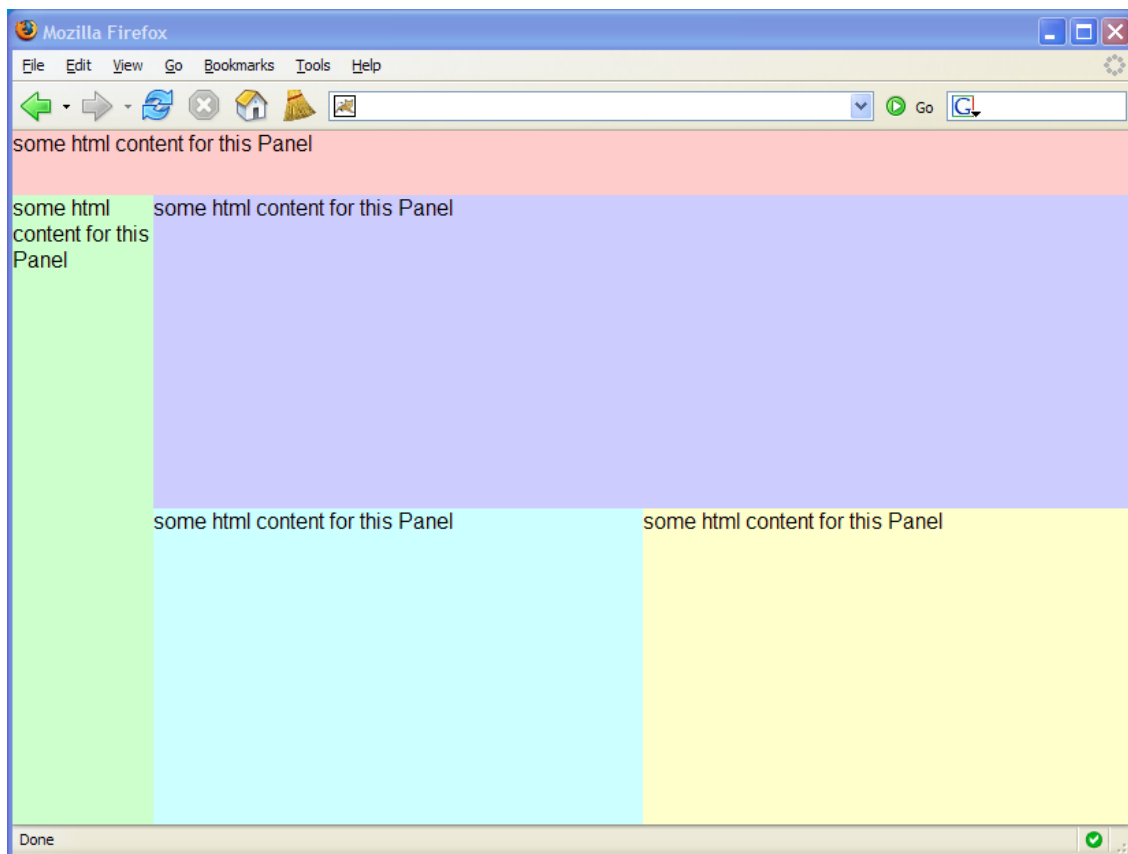 Mozilla Firefox
File Edit View Go Bookmarks Tools Help
Go G
some html content for this Panel
some html
content for this
Panel
some html content for this Panel
some html content for this Panel
some html content for this Panel
Done